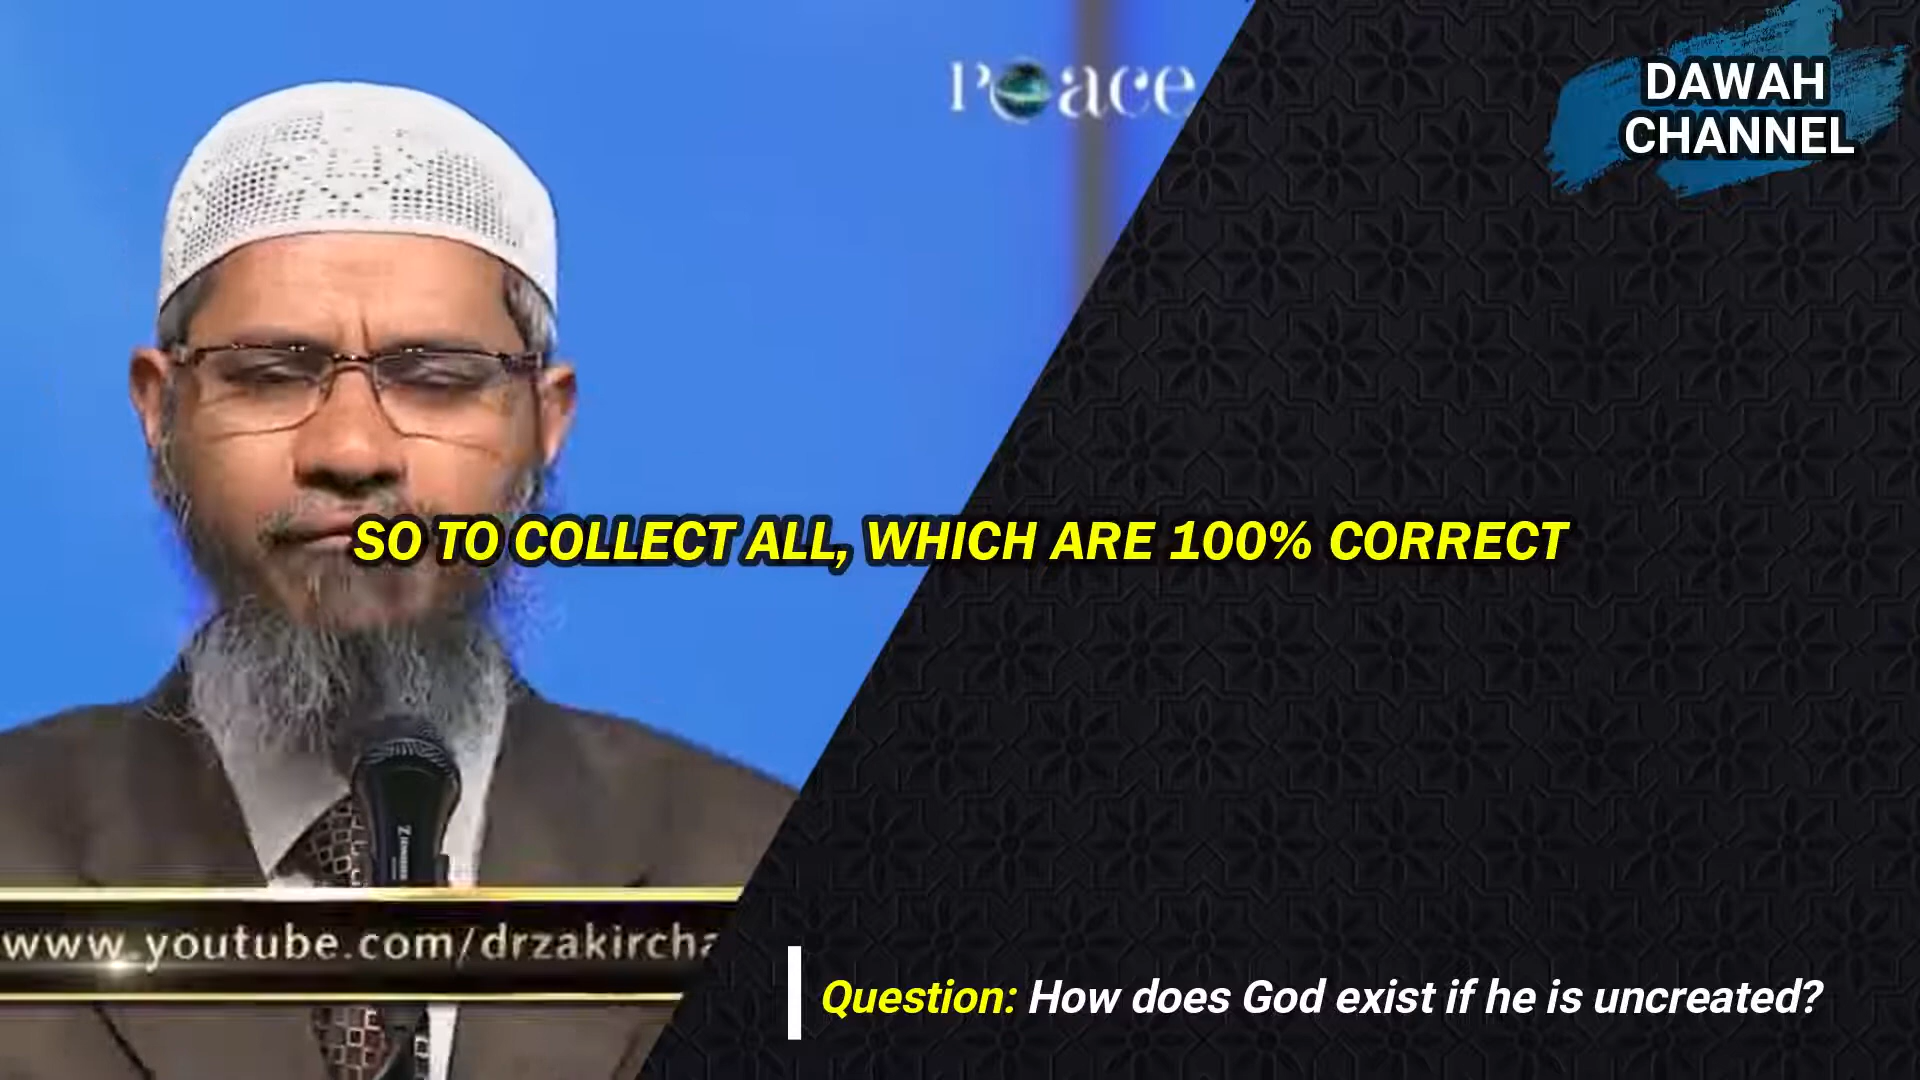 Peace
DAWAH
CHANNEL
SO TO COLLECT ALL, WHICH ARE 100% CORRECT
www.youtube.com/drzakircha
Question: How does God exist if he is uncreated?